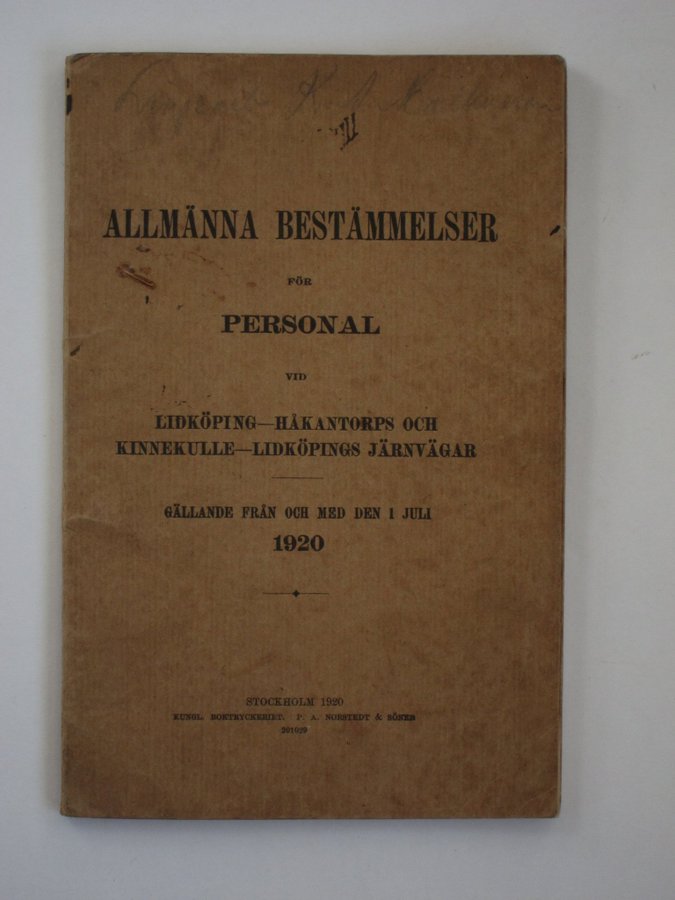 ALLMÄNNA BESTÄMMELSER
FÖR
PERSONAL
VID
LIDKÖPING—HÅKANTORPS OCH
KINNEKULLE—LIDKÖPINGS JÄRNVÄGAR
GÄLLANDE FRÅN OCH MED DEN 1 JULI
1920
STOCKHOLM 1920
KUNGL. BOKTRYCKERIET. P. A. NORSTEDT & SÖNER
201029